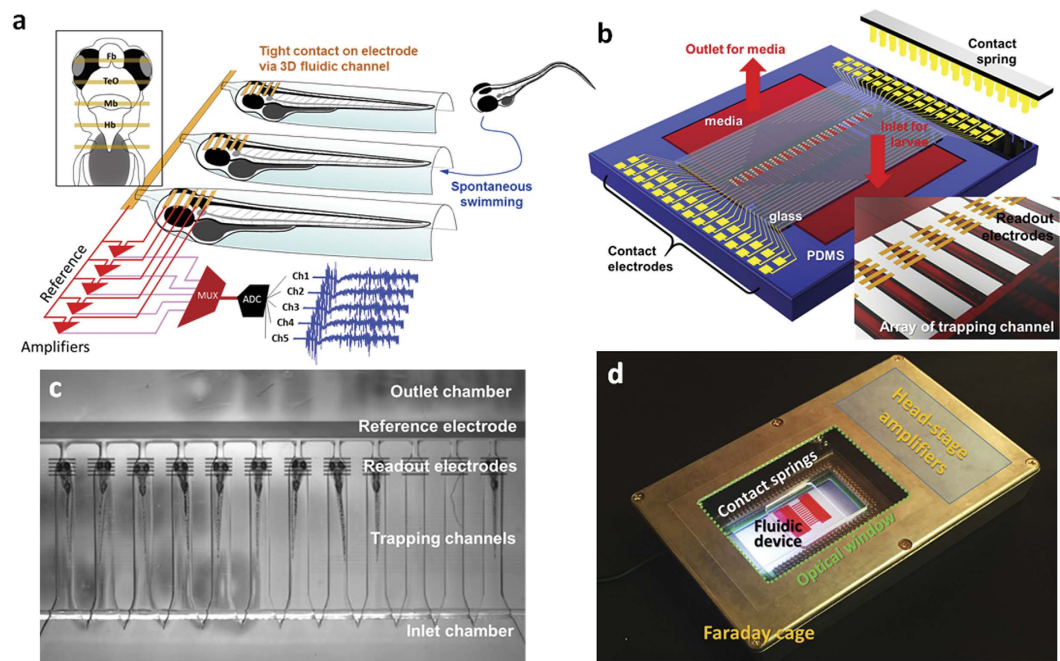 a
Fb
TeO
Mb
Hb
Tight contact on electrode
via 3D fluidic channel
Spontaneous
swimming
Reference
Amplifiers
MUX
ADC
Ch1
Ch2
Ch3
Ch4
Ch5
b
Outlet for media
Contact
spring
media
Inlet for
larvae
glass
Contact
electrodes
PDMS
Readout
electrodes
Array of trapping channel
c
Outlet chamber
Reference electrode
Readout electrodes
Trapping channels
Inlet chamber
d
Head-stage
amplifiers
Contact springs
Fluidic
device
Optical window
Faraday cage